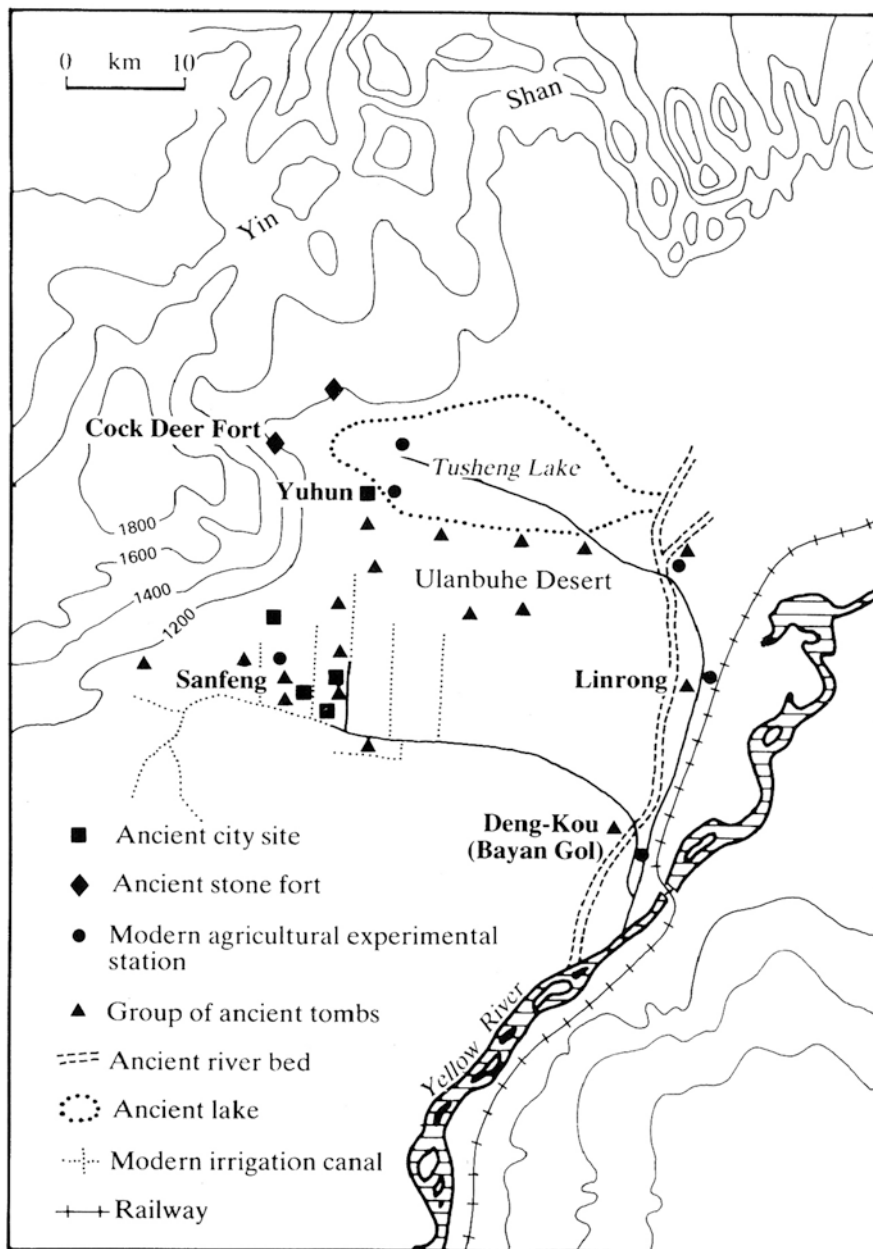 0 km 10
Shan
Yin
Cock Deer Fort
Tusheng Lake
Yuhun
1800
1600
1400
1200
Ulanbuhe Desert
Sanfeng
Linrong
Deng-Kou
(Bayan Gol)
Yellow River
Ancient city site
Ancient stone fort
Modern agricultural experimental
station
Group of ancient tombs
Ancient river bed
Ancient lake
Modern irrigation canal
Railway